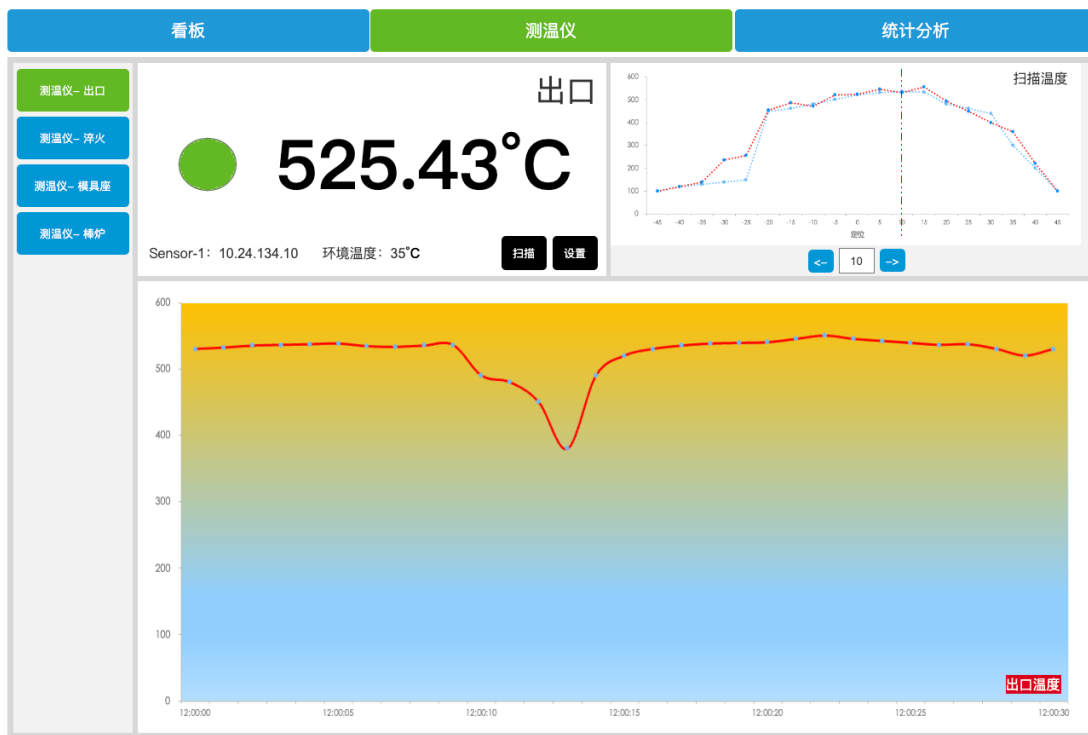 看板
测温仪
统计分析
测温仪- 出口
测温仪- 淬火
测温仪- 模具座
测温仪- 棒炉
出口
525.43°C
Sensor-1: 10.24.134.10 环境温度: 35°C
扫描
设置
扫描温度
600
500
400
300
200
100
0
-45 -40 -35 -30 -25 -20 -15 -10 -5 0 5 10 15 20 25 30 35 40 45
定位
<-
10
->
600
500
400
300
200
100
0
出口温度
12:00:00 12:00:05 12:00:10 12:00:15 12:00:20 12:00:25 12:00:30